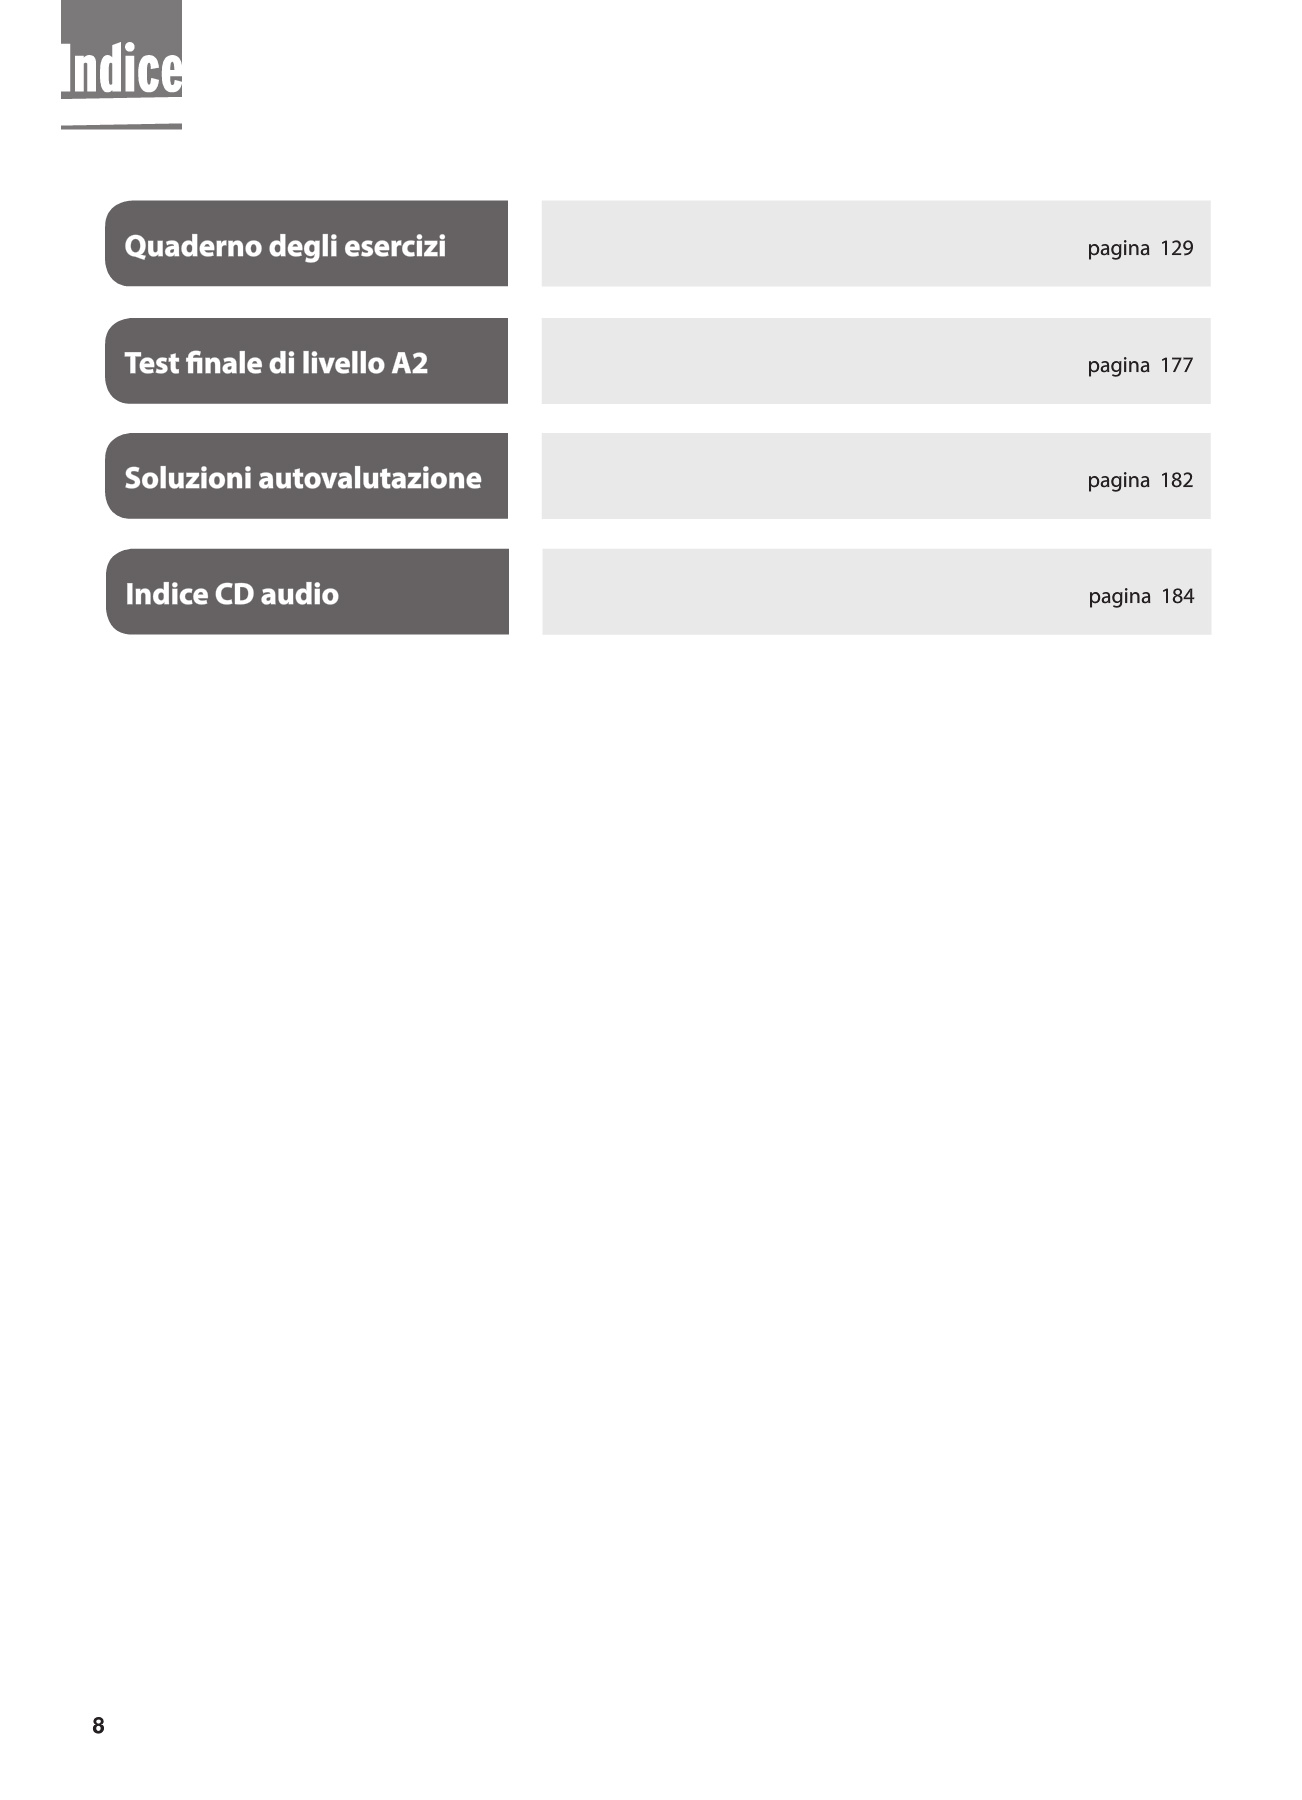 Indice
Quaderno degli esercizi pagina 129
Test finale di livello A2 pagina 177
Soluzioni autovalutazione pagina 182
Indice CD audio pagina 184
8